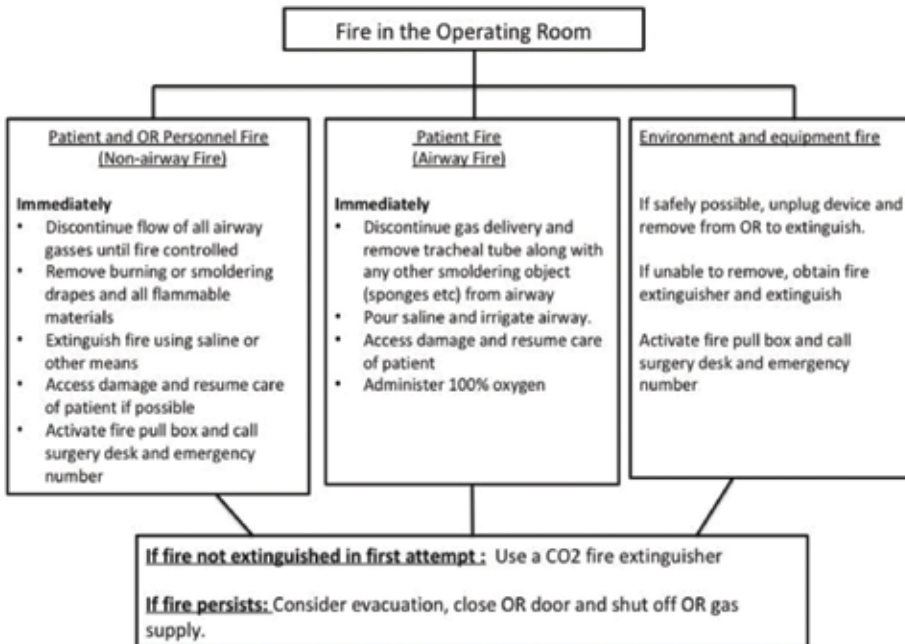 Fire in the Operating Room
Patient and OR Personnel Fire
(Non-airway Fire)
Immediately
• Discontinue flow of all airway
gasses until fire controlled
• Remove burning or smoldering
drapes and all flammable
materials
• Extinguish fire using saline or
other means
• Access damage and resume care
of patient if possible
• Activate fire pull box and call
surgery desk and emergency
number
Patient Fire
(Airway Fire)
Immediately
• Discontinue gas delivery and
remove tracheal tube along with
any other smoldering object
(sponges etc) from airway
• Pour saline and irrigate airway.
• Access damage and resume care
of patient
• Administer 100% oxygen
Environment and equipment fire
If safely possible, unplug device and
remove from OR to extinguish.
If unable to remove, obtain fire
extinguisher and extinguish
Activate fire pull box and call
surgery desk and emergency
number
If fire not extinguished in first attempt : Use a CO2 fire extinguisher
If fire persists: Consider evacuation, close OR door and shut off OR gas
supply.